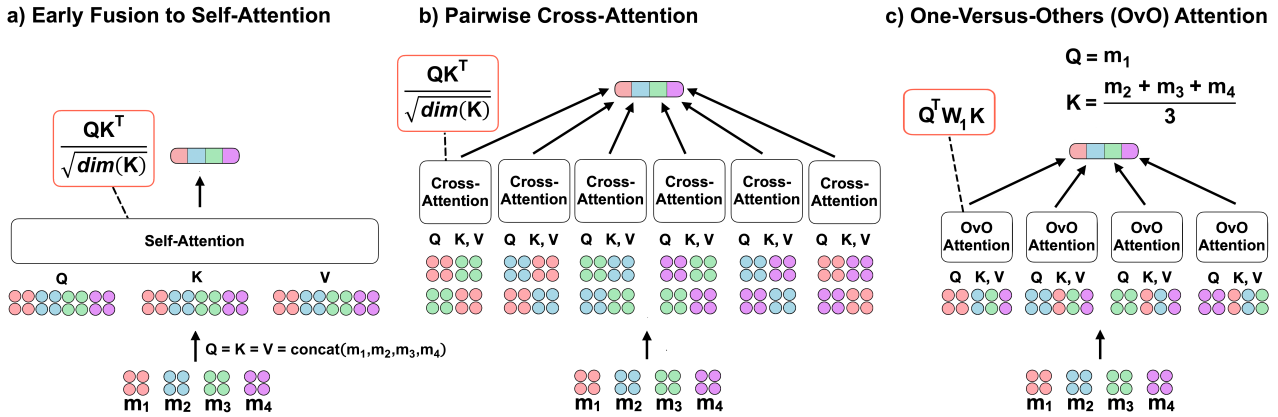 a) Early Fusion to Self-Attention
QK^T
√dim(K)
Self-Attention
Q K V
Q = K = V = concat(m₁,m₂,m₃,m₄)
m₁ m₂ m₃ m₄
b) Pairwise Cross-Attention
QK^T
√dim(K)
Cross-
Attention
Cross-
Attention
Cross-
Attention
Cross-
Attention
Cross-
Attention
Cross-
Attention
Q K, V Q K, V Q K, V Q K, V Q K, V Q K, V
m₁ m₂ m₃ m₄
c) One-Versus-Others (OvO) Attention
Q = m₁
m₂ + m₃ + m₄
K =
3
Q^T W₁ K
OvO
Attention
OvO
Attention
OvO
Attention
OvO
Attention
Q K, V Q K, V Q K, V Q K, V
m₁ m₂ m₃ m₄